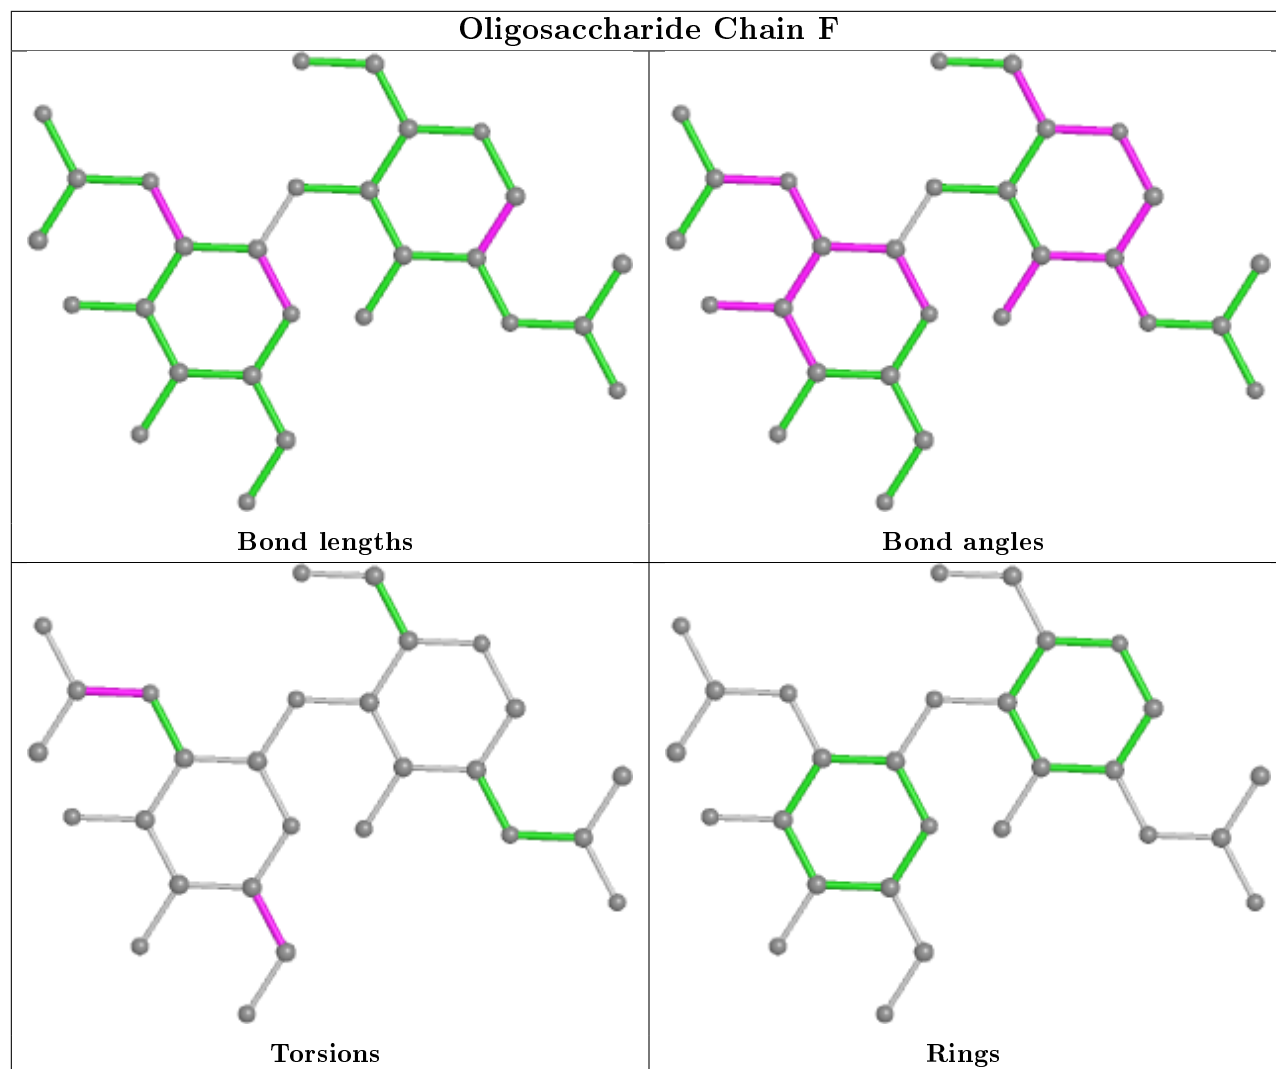 Oligosaccharide Chain F
Bond lengths
Bond angles
Torsions
Rings